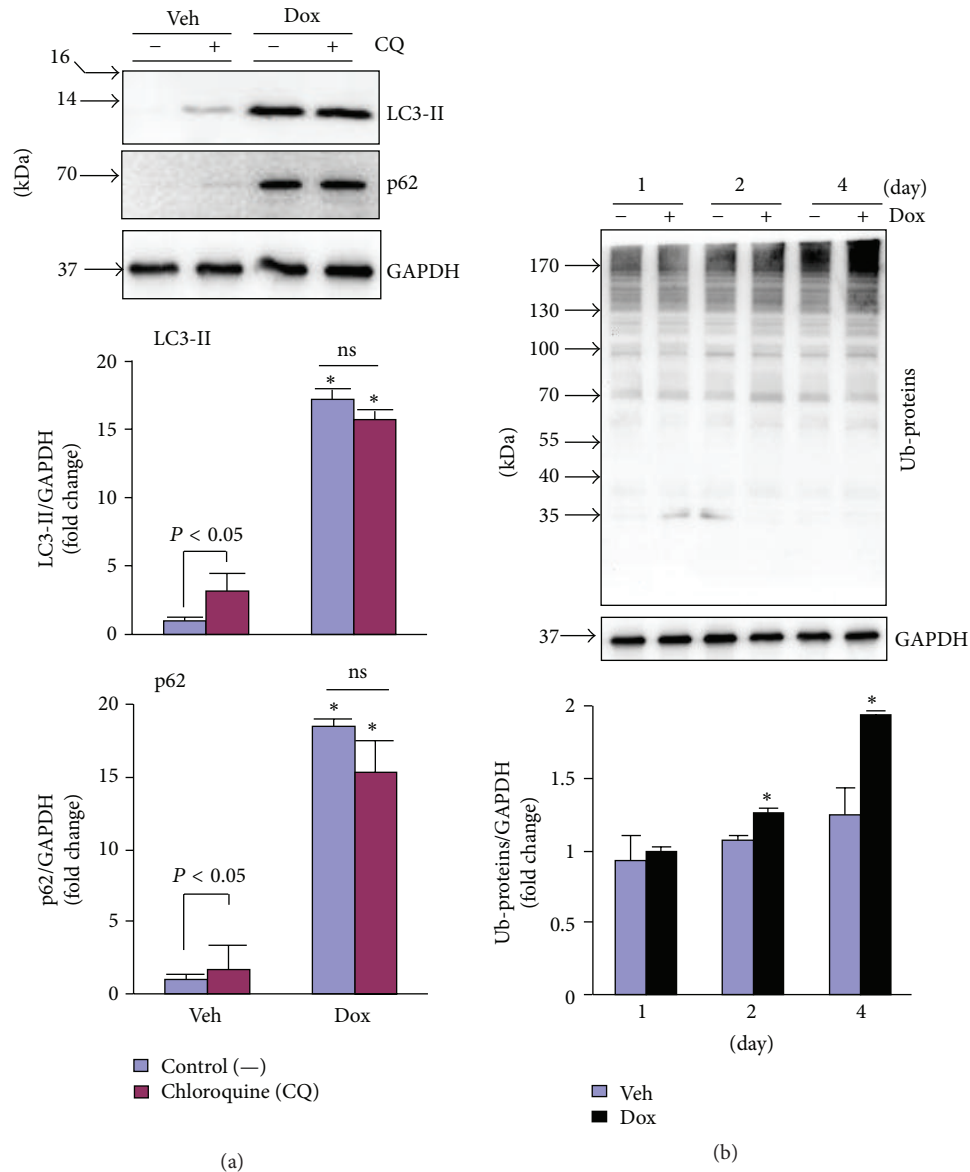 Veh Dox
− + − + CQ
16
14
LC3-II
(kDa)
70
p62
37
GAPDH
LC3-II
20
15
10
5
0
LC3-II/GAPDH
(fold change)
P < 0.05
ns
* *
p62
20
15
10
5
0
p62/GAPDH
(fold change)
P < 0.05
ns
* *
Veh Dox
Control (—)
Chloroquine (CQ)
(a)
1 2 4 (day)
− + − + − + Dox
170
130
100
70
55
40
35
(kDa)
Ub-proteins
37
GAPDH
2
1.5
1
0.5
0
Ub-proteins/GAPDH
(fold change)
*
*
1 2 4
(day)
Veh
Dox
(b)